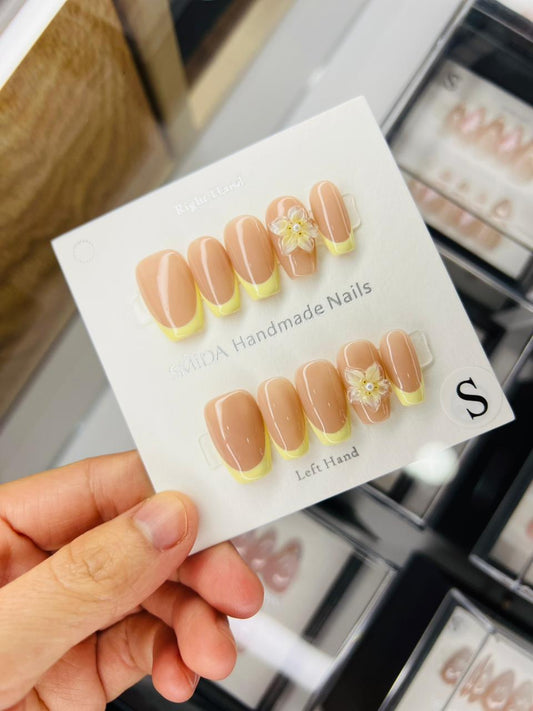 Right Hand
SMIDA Handmade Nails
S
Left Hand
S
S